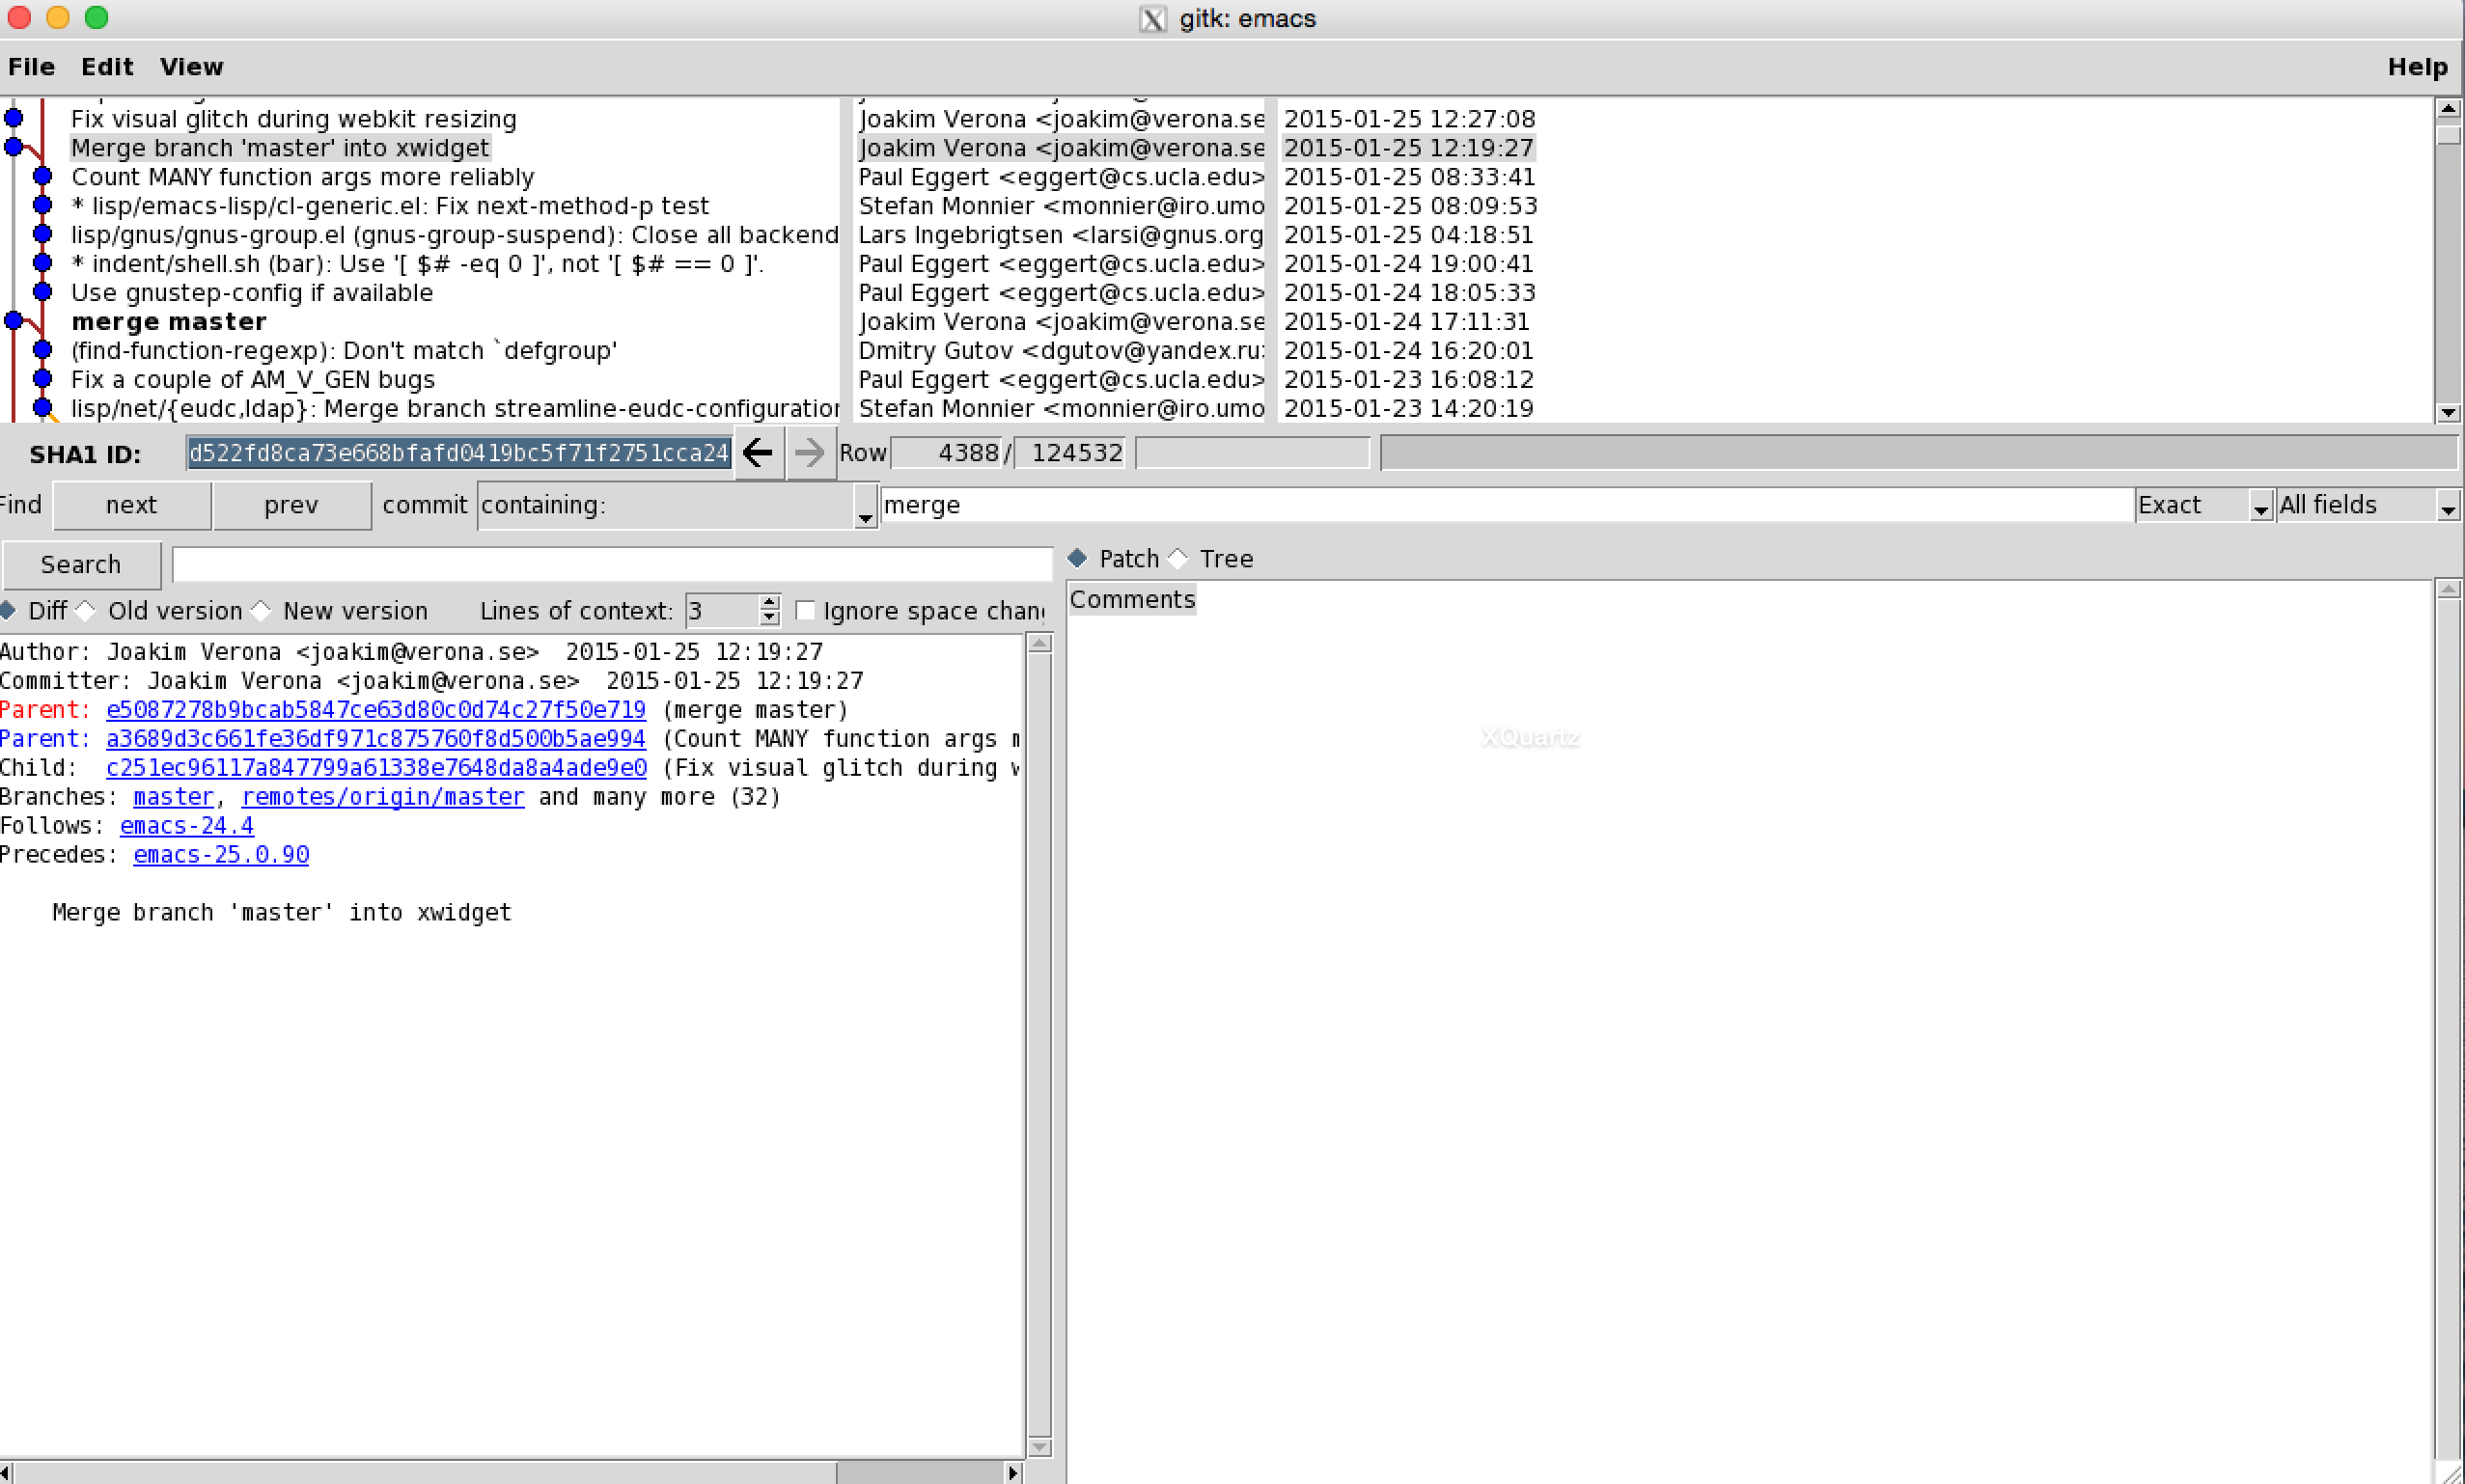 gitk: emacs
File Edit View Help
Fix visual glitch during webkit resizing Joakim Verona <joakim@verona.se 2015-01-25 12:27:08
Merge branch 'master' into xwidget Joakim Verona <joakim@verona.se 2015-01-25 12:19:27
Count MANY function args more reliably Paul Eggert <eggert@cs.ucla.edu> 2015-01-25 08:33:41
* lisp/emacs-lisp/cl-generic.el: Fix next-method-p test Stefan Monnier <monnier@iro.umo 2015-01-25 08:09:53
lisp/gnus/gnus-group.el (gnus-group-suspend): Close all backend Lars Ingebrigtsen <larsi@gnus.org 2015-01-25 04:18:51
* indent/shell.sh (bar): Use '[ $# -eq 0 ]', not '[ $# == 0 ]'. Paul Eggert <eggert@cs.ucla.edu> 2015-01-24 19:00:41
Use gnustep-config if available Paul Eggert <eggert@cs.ucla.edu> 2015-01-24 18:05:33
merge master Joakim Verona <joakim@verona.se 2015-01-24 17:11:31
(find-function-regexp): Don't match `defgroup' Dmitry Gutov <dgutov@yandex.ru> 2015-01-24 16:20:01
Fix a couple of AM_V_GEN bugs Paul Eggert <eggert@cs.ucla.edu> 2015-01-23 16:08:12
lisp/net/{eudc,ldap}: Merge branch streamline-eudc-configuration Stefan Monnier <monnier@iro.umo 2015-01-23 14:20:19
SHA1 ID: d522fd8ca73e668bfafd0419bc5f71f2751cca24 Row 4388 / 124532
Find next prev commit containing: merge Exact All fields
Search Patch Tree
Diff Old version New version Lines of context: 3 Ignore space chang
Comments
Author: Joakim Verona <joakim@verona.se>  2015-01-25 12:19:27
Committer: Joakim Verona <joakim@verona.se>  2015-01-25 12:19:27
Parent: e5087278b9bcab5847ce63d80c0d74c27f50e719 (merge master)
Parent: a3689d3c661fe36df971c875760f8d500b5ae994 (Count MANY function args m
Child:  c251ec96117a847799a61338e7648da8a4ade9e0 (Fix visual glitch during w
Branches: master, remotes/origin/master and many more (32)
Follows: emacs-24.4
Precedes: emacs-25.0.90
Merge branch 'master' into xwidget
XQuartz